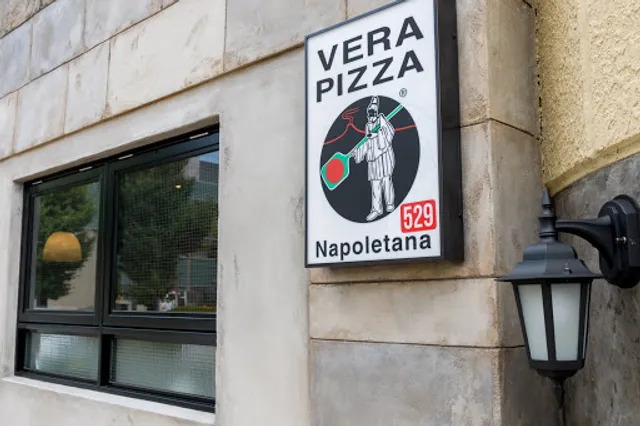 VERA
PIZZA
®
529
Napoletana